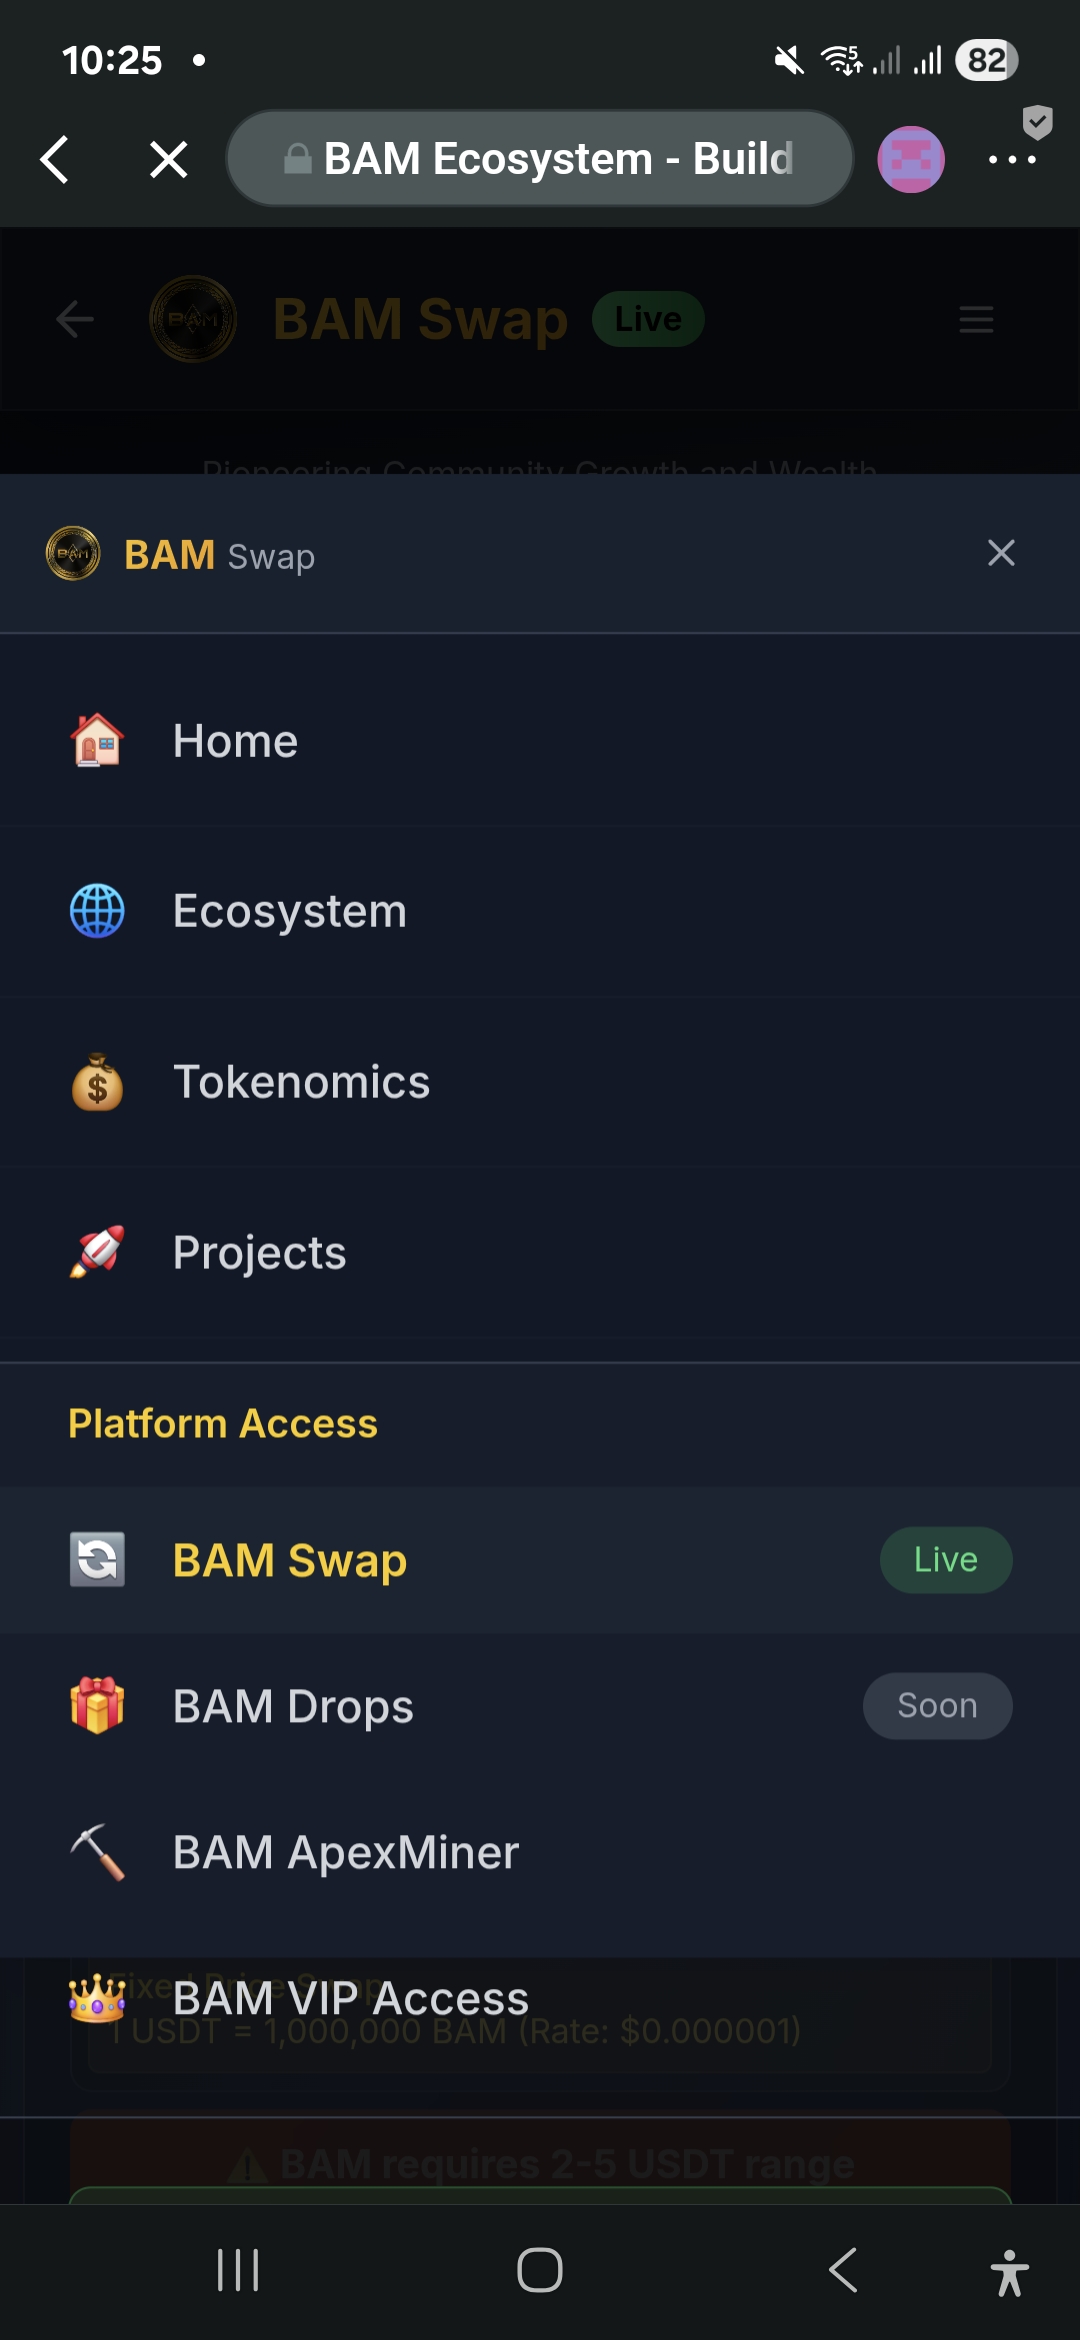 10:25
82
BAM Ecosystem - Build
BAM
BAM Swap
Live
Pioneering Community Growth and Wealth
BAM
BAM Swap
Home
Ecosystem
Tokenomics
Projects
Platform Access
BAM Swap
Live
BAM Drops
Soon
BAM ApexMiner
Fixed Price Swap
BAM VIP Access
1 USDT = 1,000,000 BAM (Rate: $0.000001)
BAM requires 2-5 USDT range